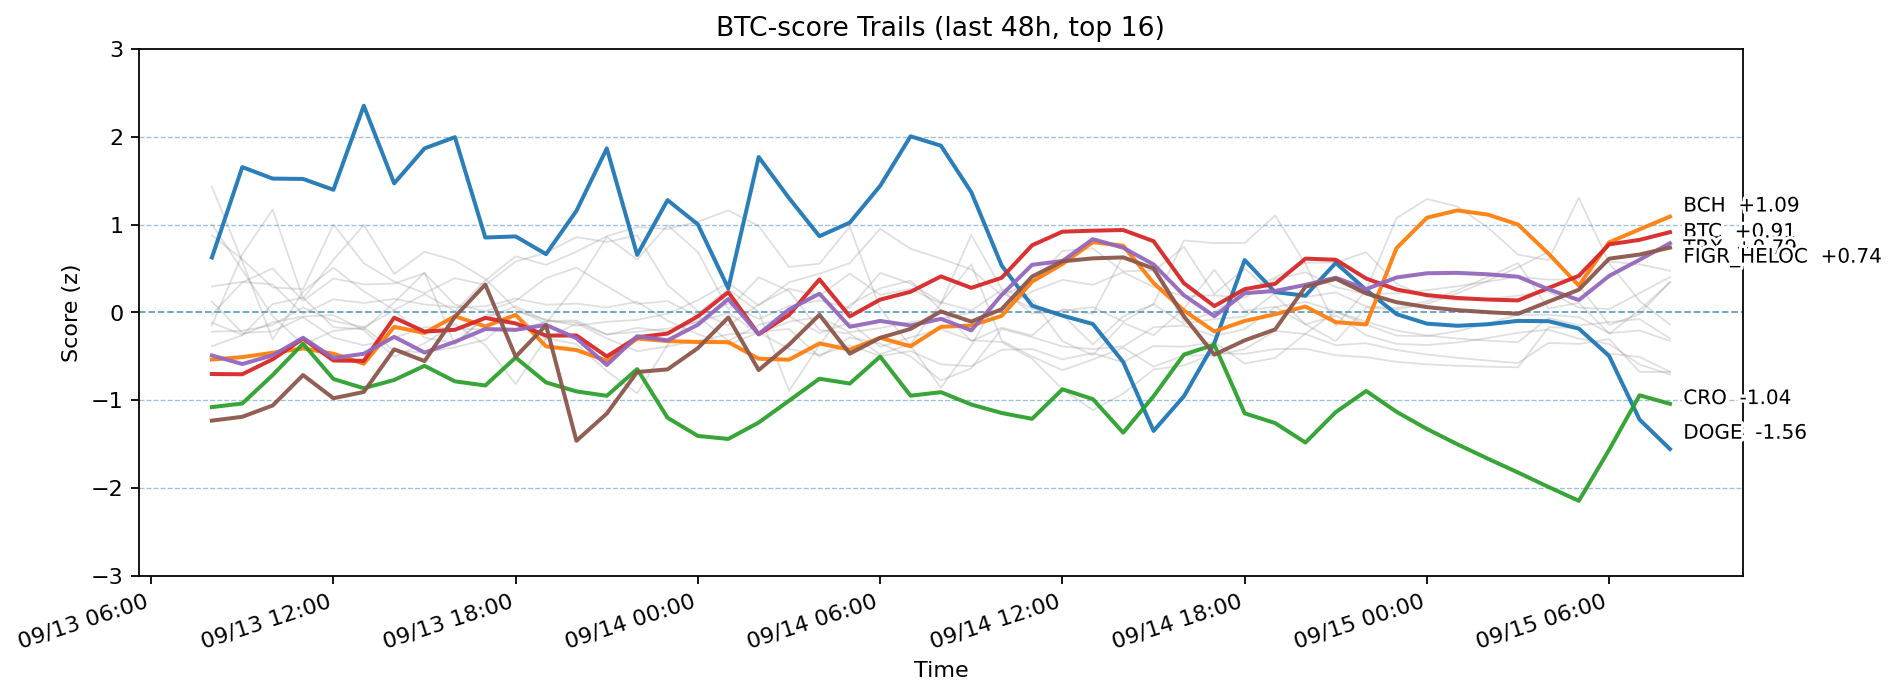 BTC-score Trails (last 48h, top 16)
Score (z)
3
2
1
0
−1
−2
−3
BCH +1.09
BTC +0.91
FIGR_HELOC +0.74
CRO -1.04
DOGE -1.56
09/13 06:00
09/13 12:00
09/13 18:00
09/14 00:00
09/14 06:00
09/14 12:00
09/14 18:00
09/15 00:00
09/15 06:00
Time